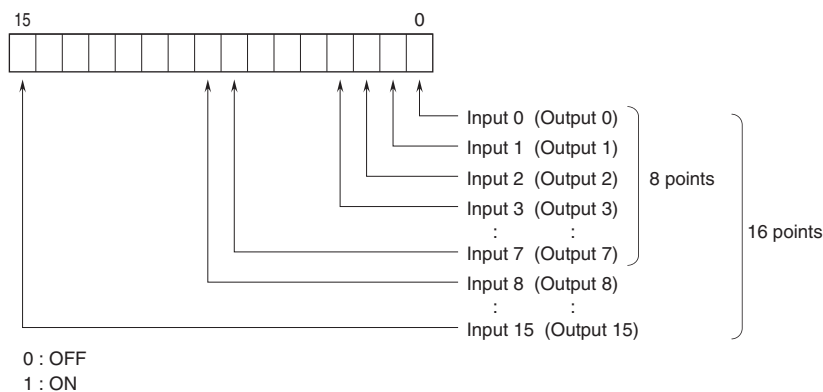 15 0
Input 0 (Output 0)
Input 1 (Output 1)
Input 2 (Output 2)
8 points
Input 3 (Output 3)
16 points
: :
Input 7 (Output 7)
Input 8 (Output 8)
: :
Input 15 (Output 15)
0 : OFF
1 : ON